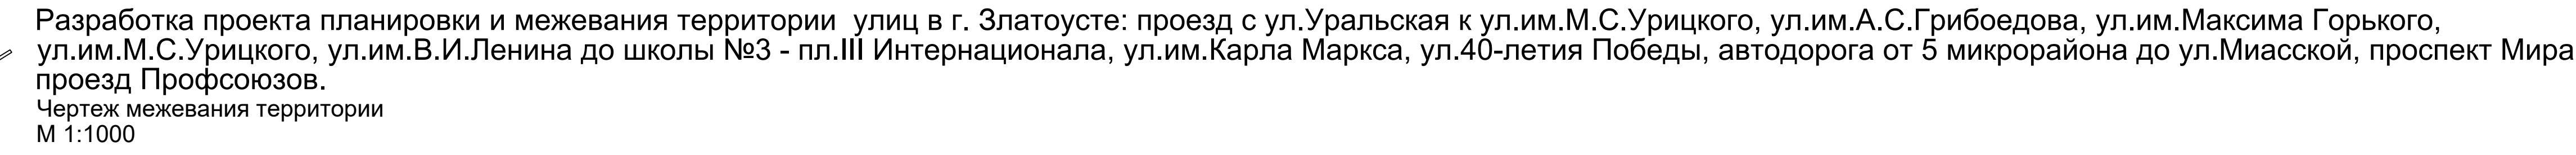 Разработка проекта планировки и межевания территории улиц в г. Златоусте: проезд с ул.Уральская к ул.им.М.С.Урицкого, ул.им.А.С.Грибоедова, ул.им.Максима Горького,
ул.им.М.С.Урицкого, ул.им.В.И.Ленина до школы №3 - пл.III Интернационала, ул.им.Карла Маркса, ул.40-летия Победы, автодорога от 5 микрорайона до ул.Миасской, проспект Мира
проезд Профсоюзов.
Чертеж межевания территории
М 1:1000